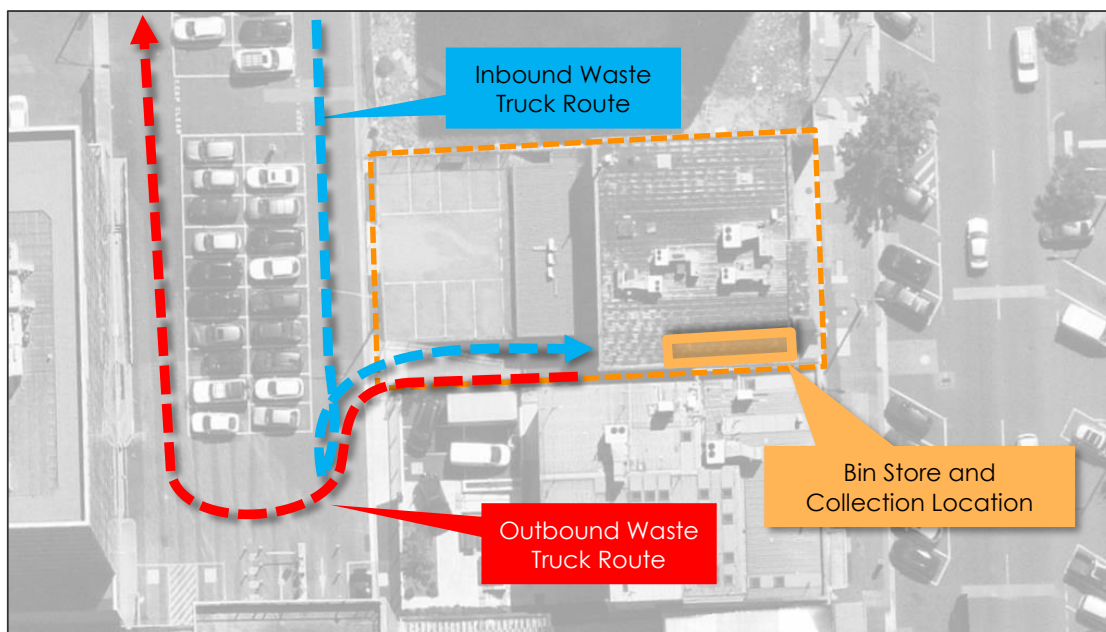 Inbound Waste
Truck Route
Bin Store and
Collection Location
Outbound Waste
Truck Route